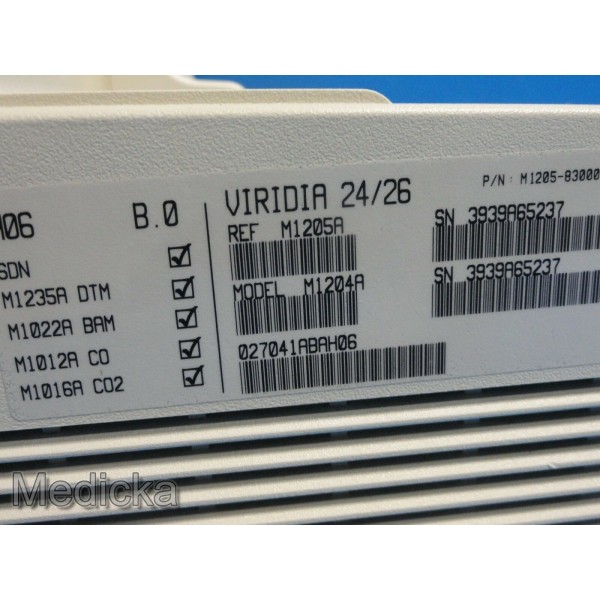 H06 B.0
SDN
M1235A DTM
M1022A BAM
M1012A CO
M1016A CO2
VIRIDIA 24/26
P/N: M1205-83000
REF M1205A
SN 3939A65237
MODEL M1204A
SN 3939A65237
027041ABAH06
Medicka